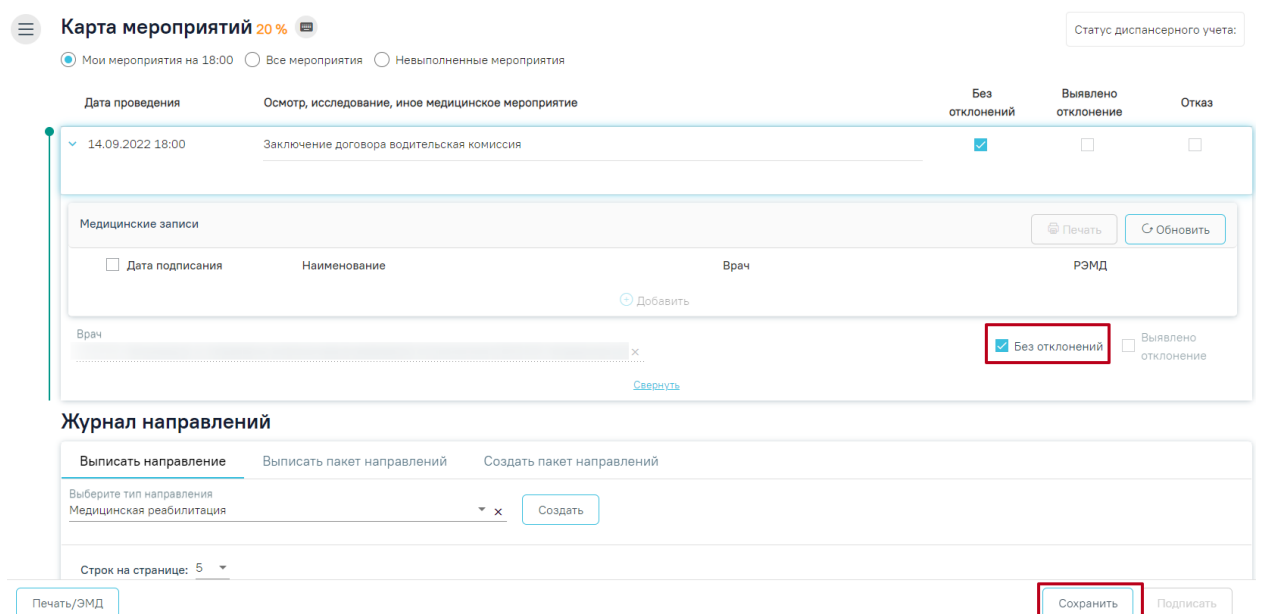 Карта мероприятий 20 %
Статус диспансерного учета:
Мои мероприятия на 18:00 Все мероприятия Невыполненные мероприятия
Дата проведения Осмотр, исследование, иное медицинское мероприятие Без отклонений Выявлено отклонение Отказ
14.09.2022 18:00 Заключение договора водительская комиссия
Медицинские записи Печать Обновить
Дата подписания Наименование Врач РЭМД
Добавить
Врач
Без отклонений Выявлено отклонение
Свернуть
Журнал направлений
Выписать направление Выписать пакет направлений Создать пакет направлений
Выберите тип направления
Медицинская реабилитация Создать
Строк на странице: 5
Печать/ЭМД Сохранить Подписать